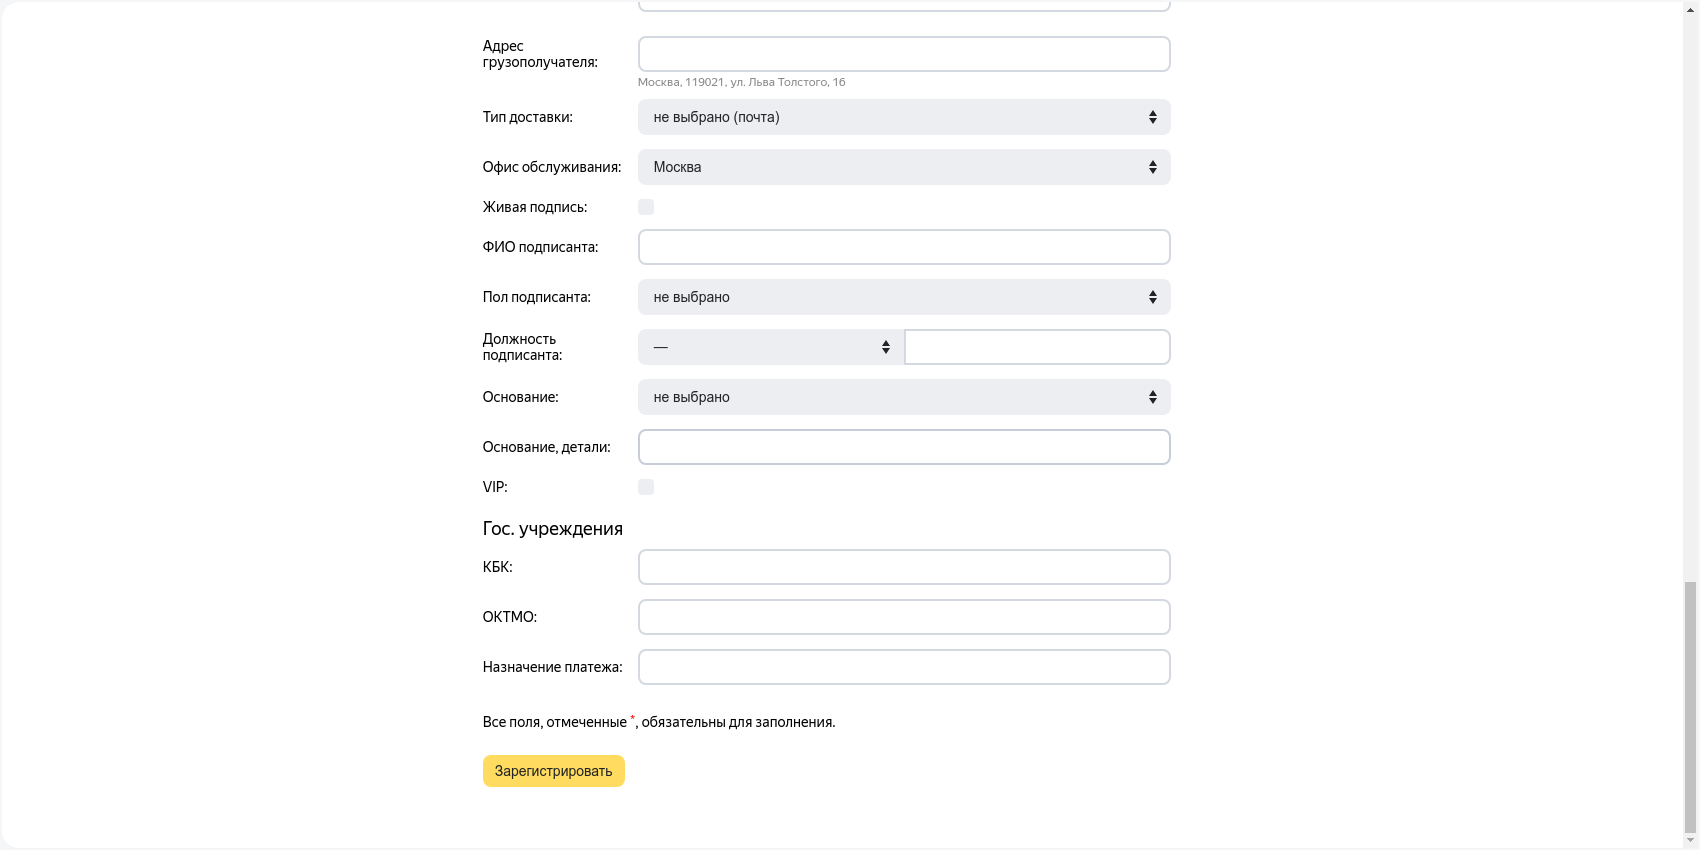 Адрес
грузополучателя:
Москва, 119021, ул. Льва Толстого, 16
Тип доставки: не выбрано (почта)
Офис обслуживания: Москва
Живая подпись:
ФИО подписанта:
Пол подписанта: не выбрано
Должность
подписанта: —
Основание: не выбрано
Основание, детали:
VIP:
Гос. учреждения
КБК:
ОКТМО:
Назначение платежа:
Все поля, отмеченные *, обязательны для заполнения.
Зарегистрировать